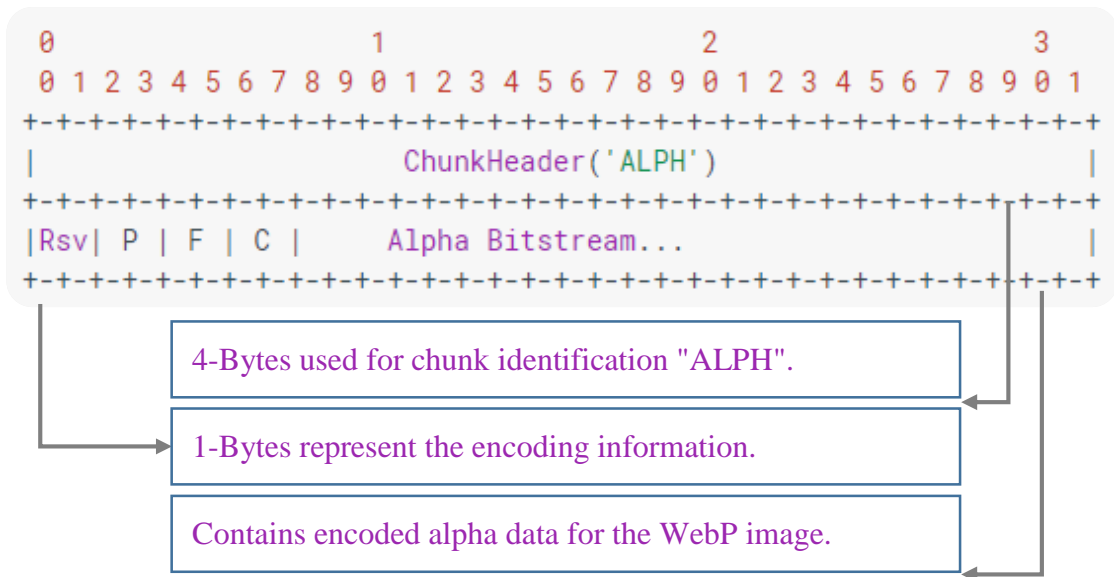 0 1 2 3
0 1 2 3 4 5 6 7 8 9 0 1 2 3 4 5 6 7 8 9 0 1 2 3 4 5 6 7 8 9 0 1
+-+-+-+-+-+-+-+-+-+-+-+-+-+-+-+-+-+-+-+-+-+-+-+-+-+-+-+-+-+-+-+-+
| ChunkHeader('ALPH') |
+-+-+-+-+-+-+-+-+-+-+-+-+-+-+-+-+-+-+-+-+-+-+-+-+-+-+-+-+-+-+-+-+
|Rsv| P | F | C | Alpha Bitstream... |
+-+-+-+-+-+-+-+-+-+-+-+-+-+-+-+-+-+-+-+-+-+-+-+-+-+-+-+-+-+-+-+-+
4-Bytes used for chunk identification "ALPH".
1-Bytes represent the encoding information.
Contains encoded alpha data for the WebP image.